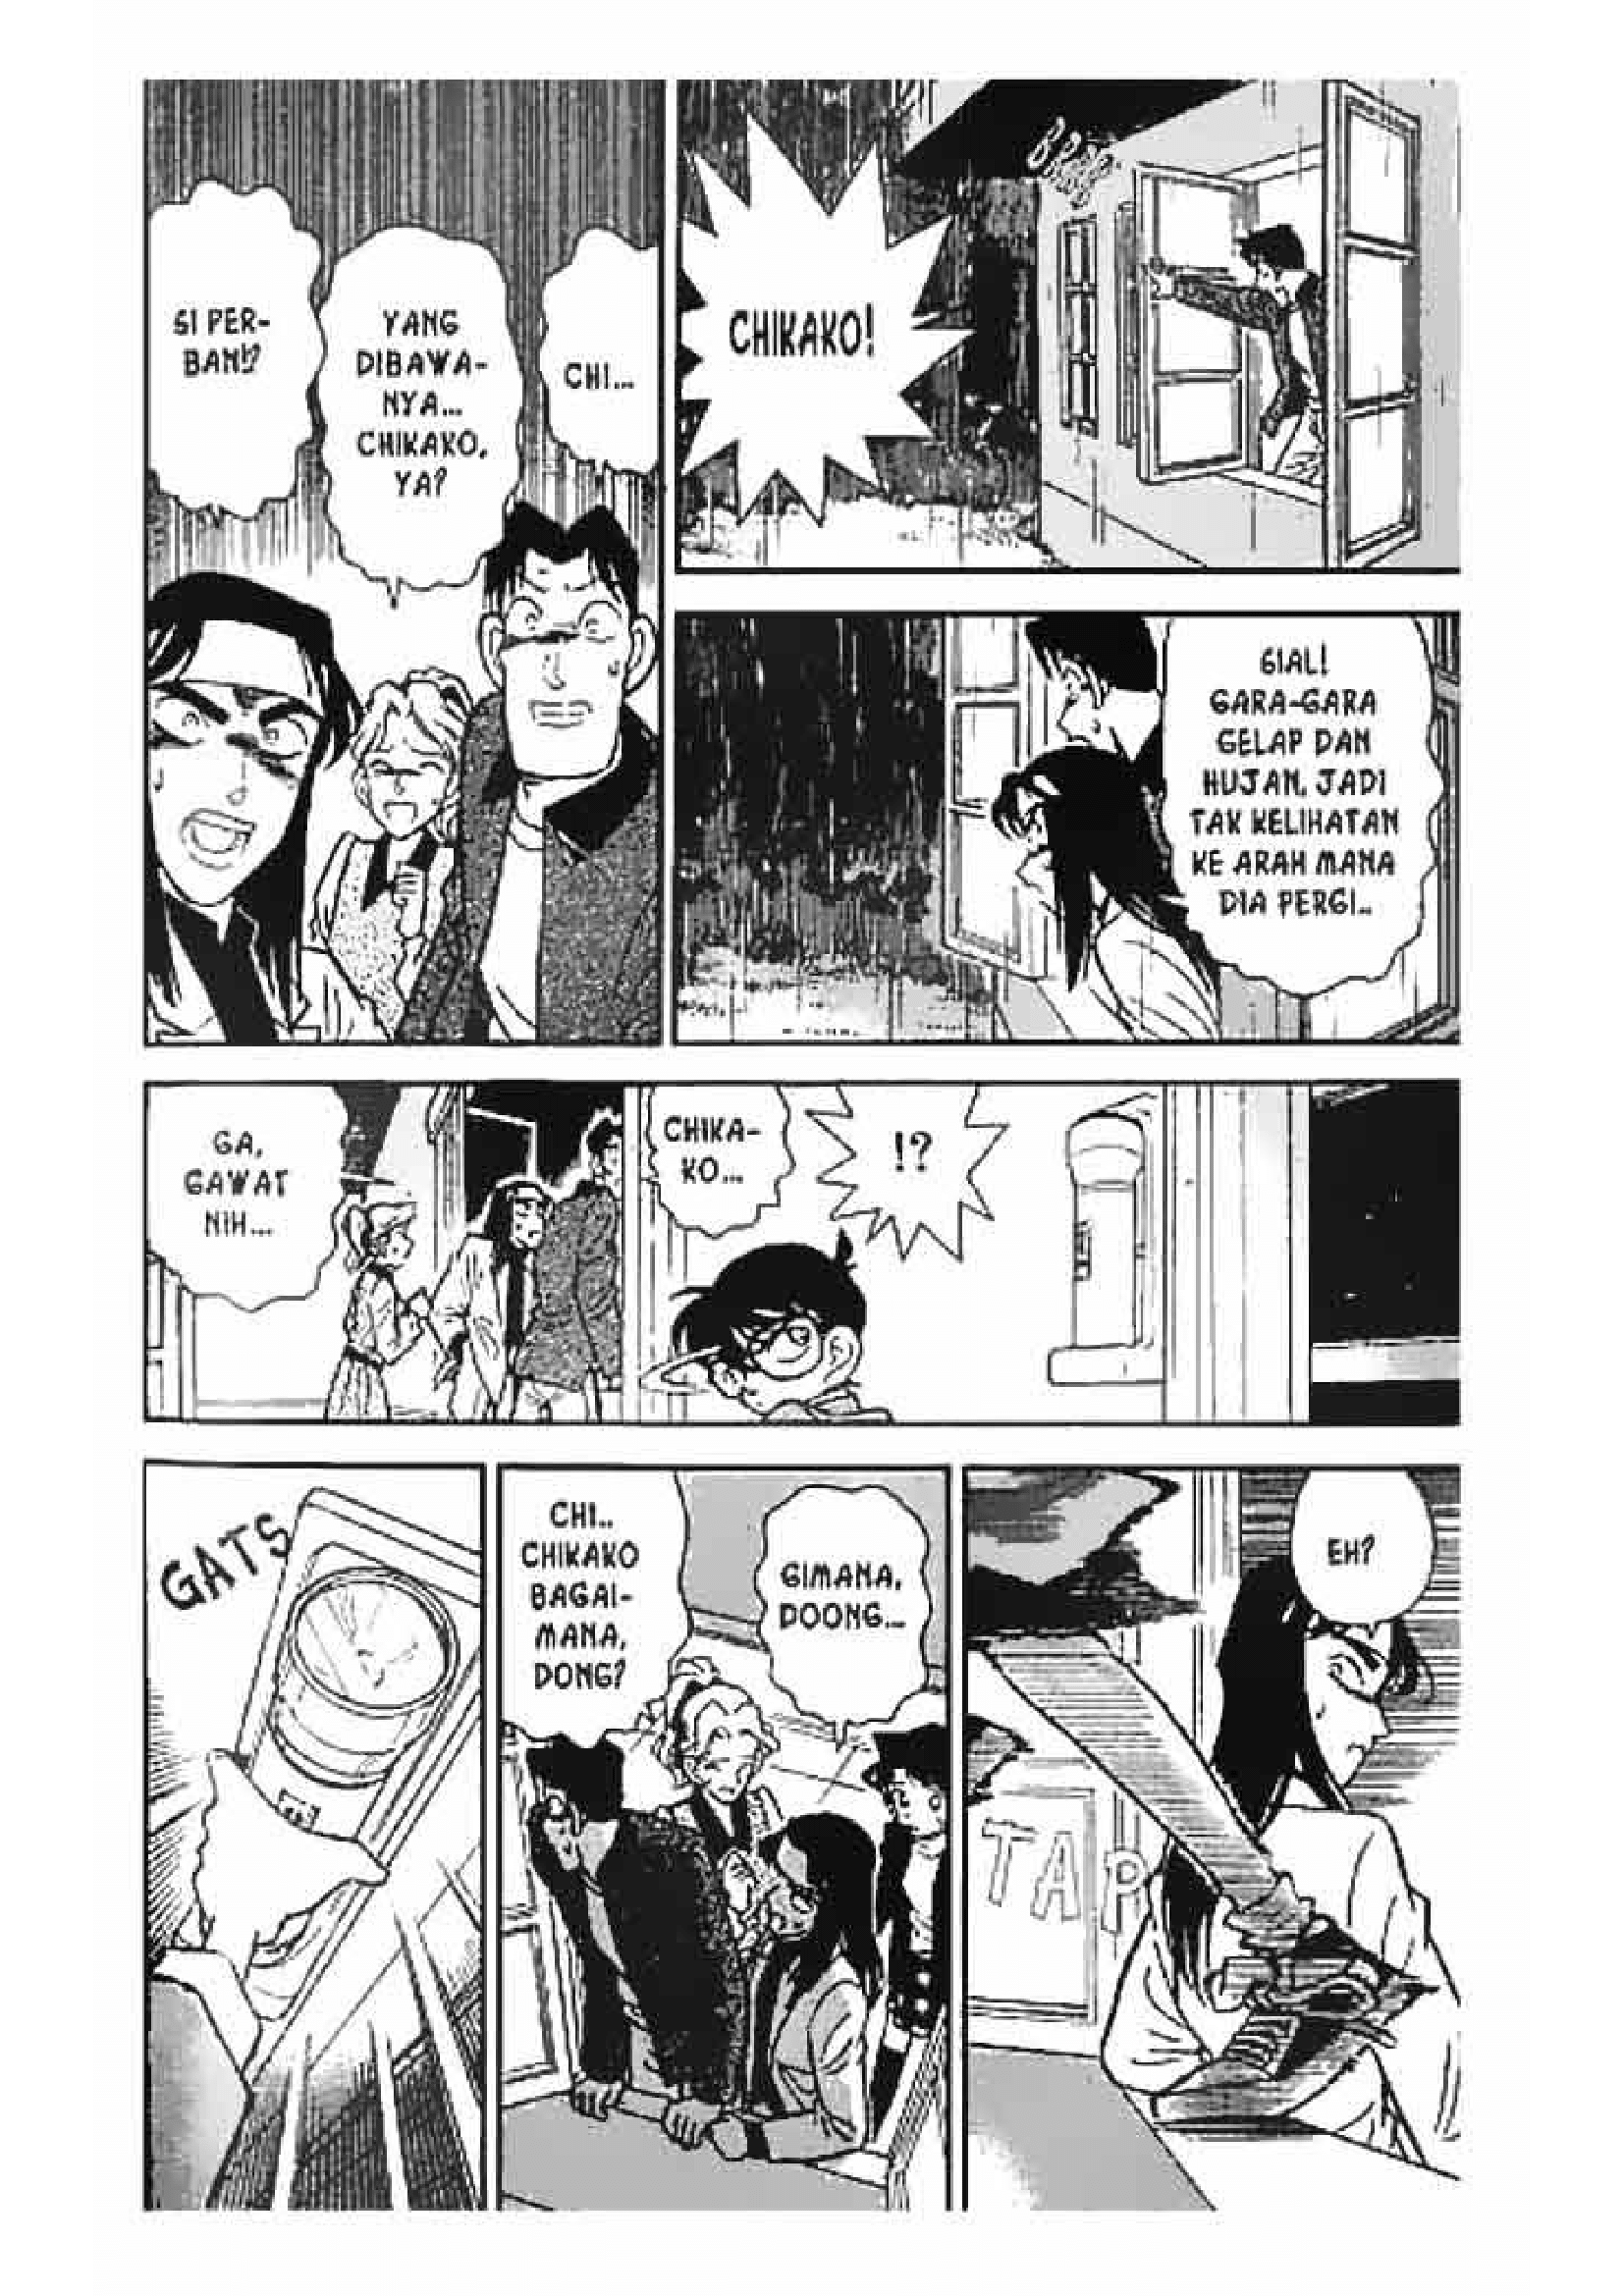 CHIKAKO!
CHI...
YANG
DIBAWA-
NYA...
CHIKAKO,
YA?
SI PER-
BAN!?
SIAL!
GARA-GARA
GELAP DAN
HUJAN, JADI
TAK KELIHATAN
KE ARAH MANA
DIA PERGI..
!?
CHIKA-
KO...
GA,
GAWAT
NIH...
EH?
TAP
GIMANA,
DOONG...
CHI..
CHIKAKO
BAGAI-
MANA,
DONG?
GATS